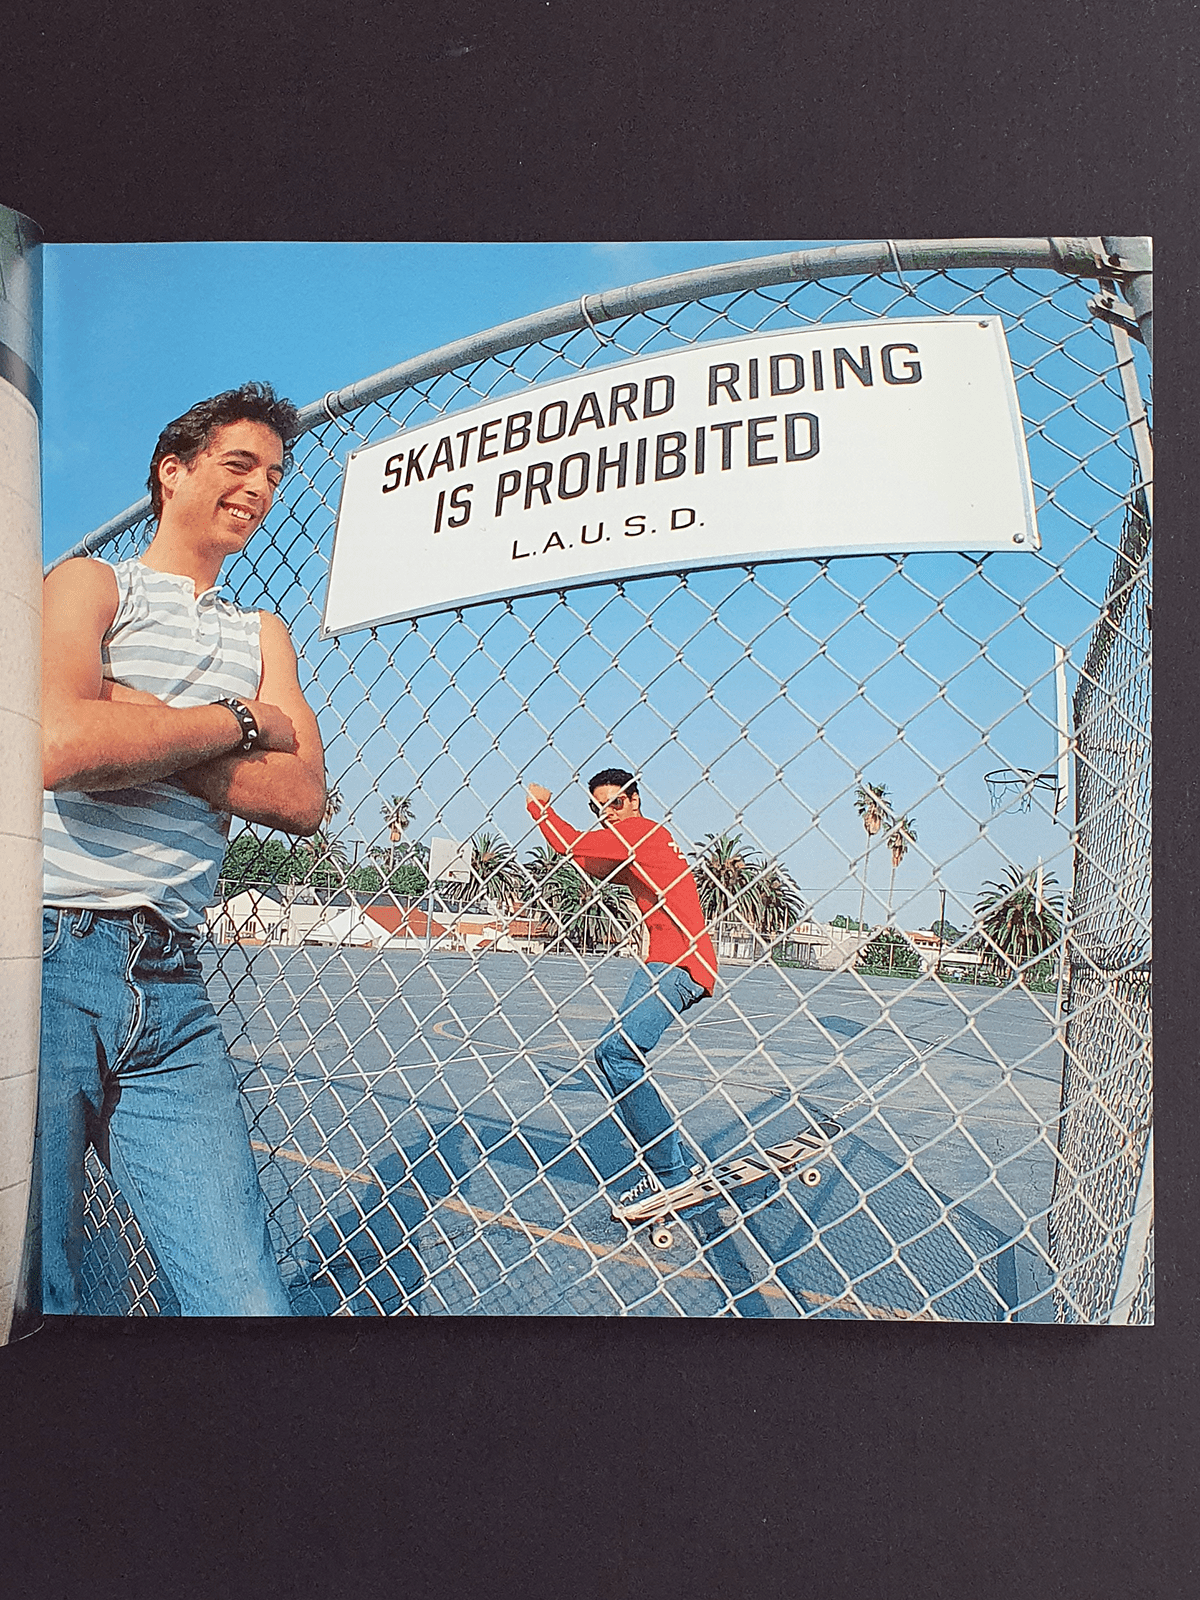 SKATEBOARD RIDING
IS PROHIBITED
L.A.U.S.D.